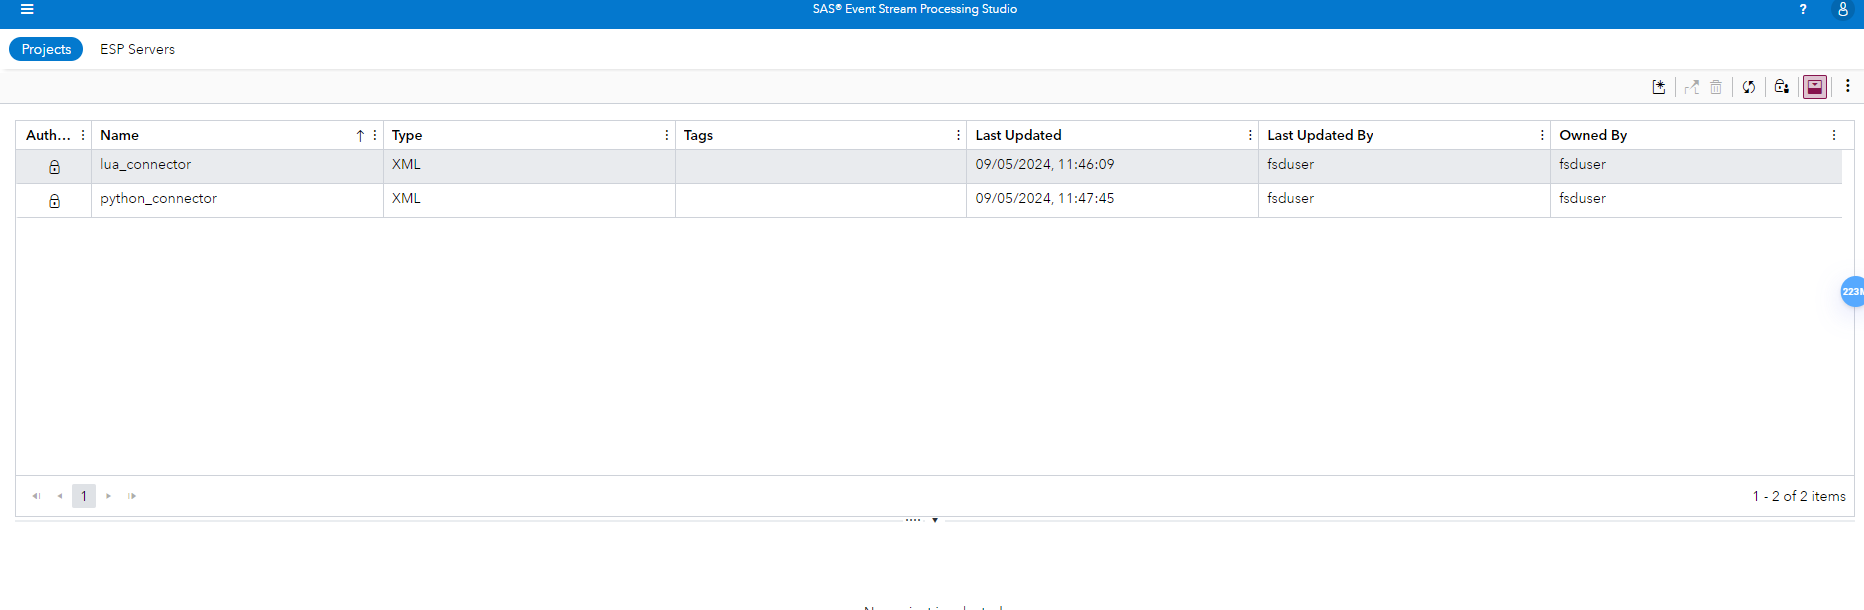 SAS® Event Stream Processing Studio
?
Projects ESP Servers
Auth... Name Type Tags Last Updated Last Updated By Owned By
lua_connector XML 09/05/2024, 11:46:09 fsduser fsduser
python_connector XML 09/05/2024, 11:47:45 fsduser fsduser
223
1 1 - 2 of 2 items